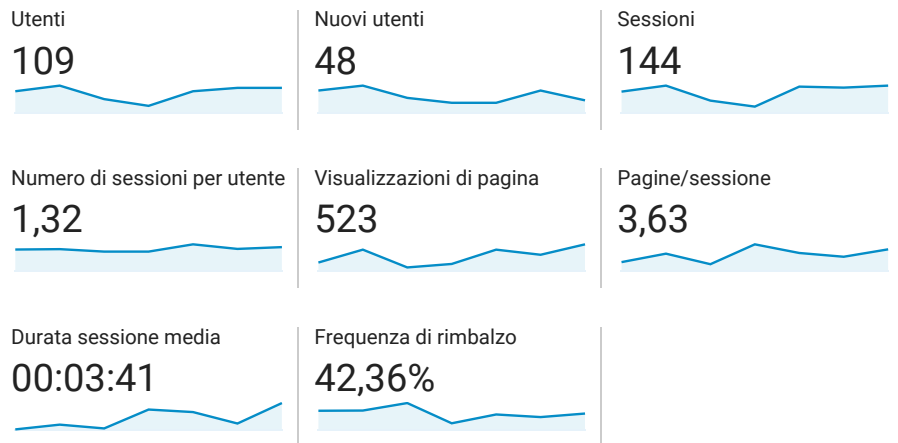 Utenti
109
Nuovi utenti
48
Sessioni
144
Numero di sessioni per utente
1,32
Visualizzazioni di pagina
523
Pagine/sessione
3,63
Durata sessione media
00:03:41
Frequenza di rimbalzo
42,36%